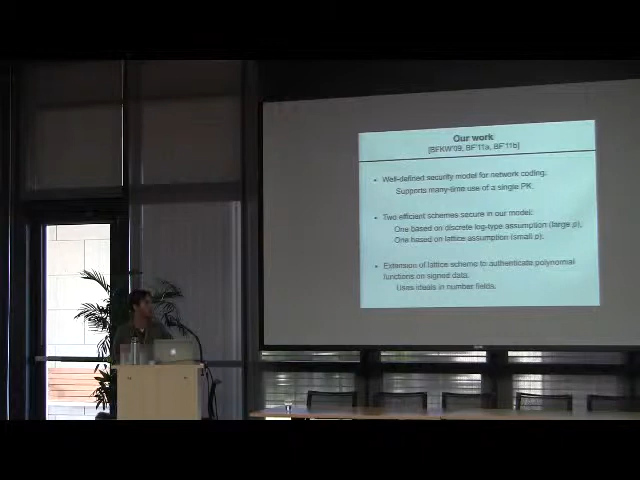 Our work
[BFKW'09, BF'11a, BF'11b]
• Well-defined security model for network coding.
Supports many-time use of a single PK.
• Two efficient schemes secure in our model:
One based on discrete log-type assumption (large p),
One based on lattice assumption (small p).
• Extension of lattice scheme to authenticate polynomial
functions on signed data.
Uses ideals in number fields.